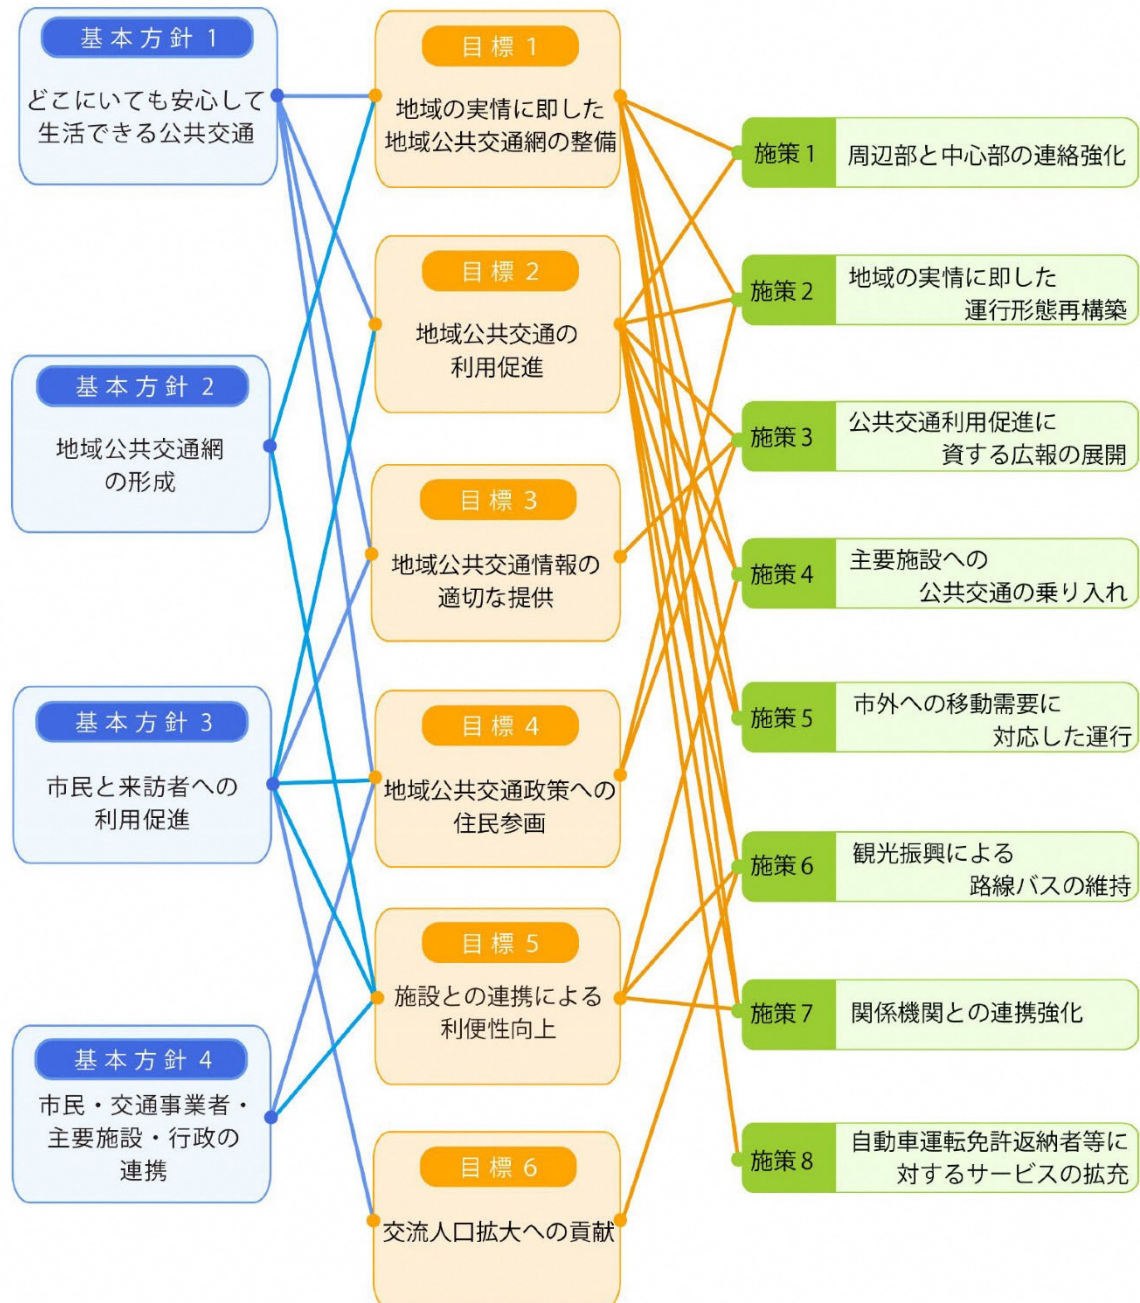 基本方針 1
どこにいても安心して
生活できる公共交通
基本方針 2
地域公共交通網
の形成
基本方針 3
市民と来訪者への
利用促進
基本方針 4
市民・交通事業者・
主要施設・行政の
連携
目標 1
地域の実情に即した
地域公共交通網の整備
目標 2
地域公共交通の
利用促進
目標 3
地域公共交通情報の
適切な提供
目標 4
地域公共交通政策への
住民参画
目標 5
施設との連携による
利便性向上
目標 6
交流人口拡大への貢献
施策 1
周辺部と中心部の連絡強化
施策 2
地域の実情に即した
運行形態再構築
施策 3
公共交通利用促進に
資する広報の展開
施策 4
主要施設への
公共交通の乗り入れ
施策 5
市外への移動需要に
対応した運行
施策 6
観光振興による
路線バスの維持
施策 7
関係機関との連携強化
施策 8
自動車運転免許返納者等に
対するサービスの拡充